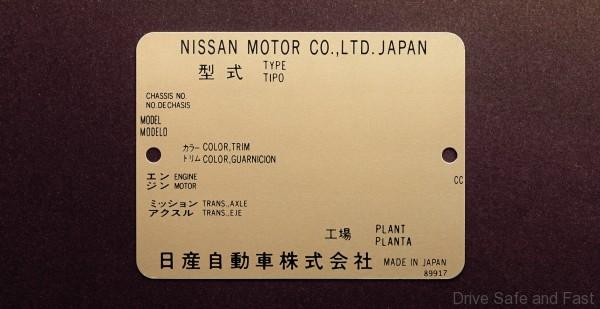 NISSAN MOTOR CO.,LTD. JAPAN
型式 TYPE
TIPO
CHASSIS NO.
NO. DE CHASIS
MODEL
MODELO
カラー COLOR,TRIM
トリム COLOR,GUARNICION
エン ENGINE
ジン MOTOR
CC
ミッション TRANS.,AXLE
アクスル TRANS.,EJE
工場 PLANT
PLANTA
日産自動車株式会社 MADE IN JAPAN
89917
Drive Safe and Fast